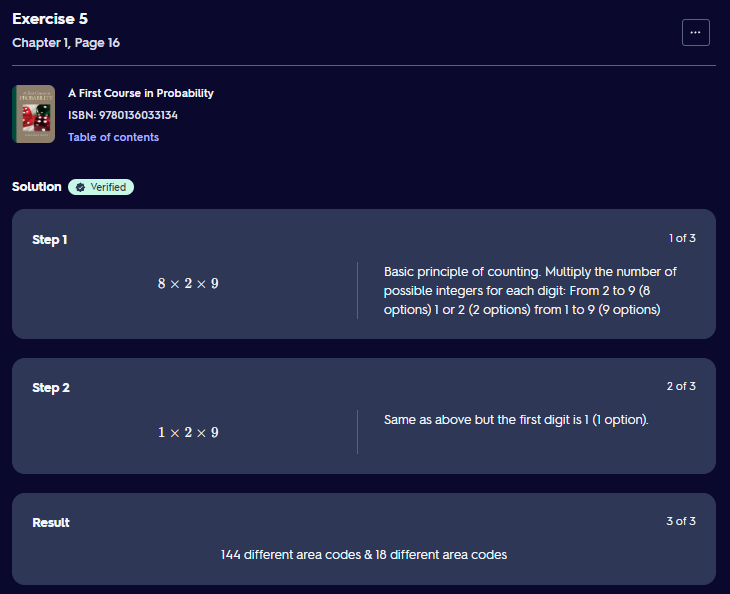 Exercise 5
Chapter 1, Page 16
...
A First Course in Probability
ISBN: 9780136033134
Table of contents
Solution Verified
Step 1
1 of 3
8 × 2 × 9
Basic principle of counting. Multiply the number of
possible integers for each digit: From 2 to 9 (8
options) 1 or 2 (2 options) from 1 to 9 (9 options)
Step 2
2 of 3
1 × 2 × 9
Same as above but the first digit is 1 (1 option).
Result
3 of 3
144 different area codes & 18 different area codes